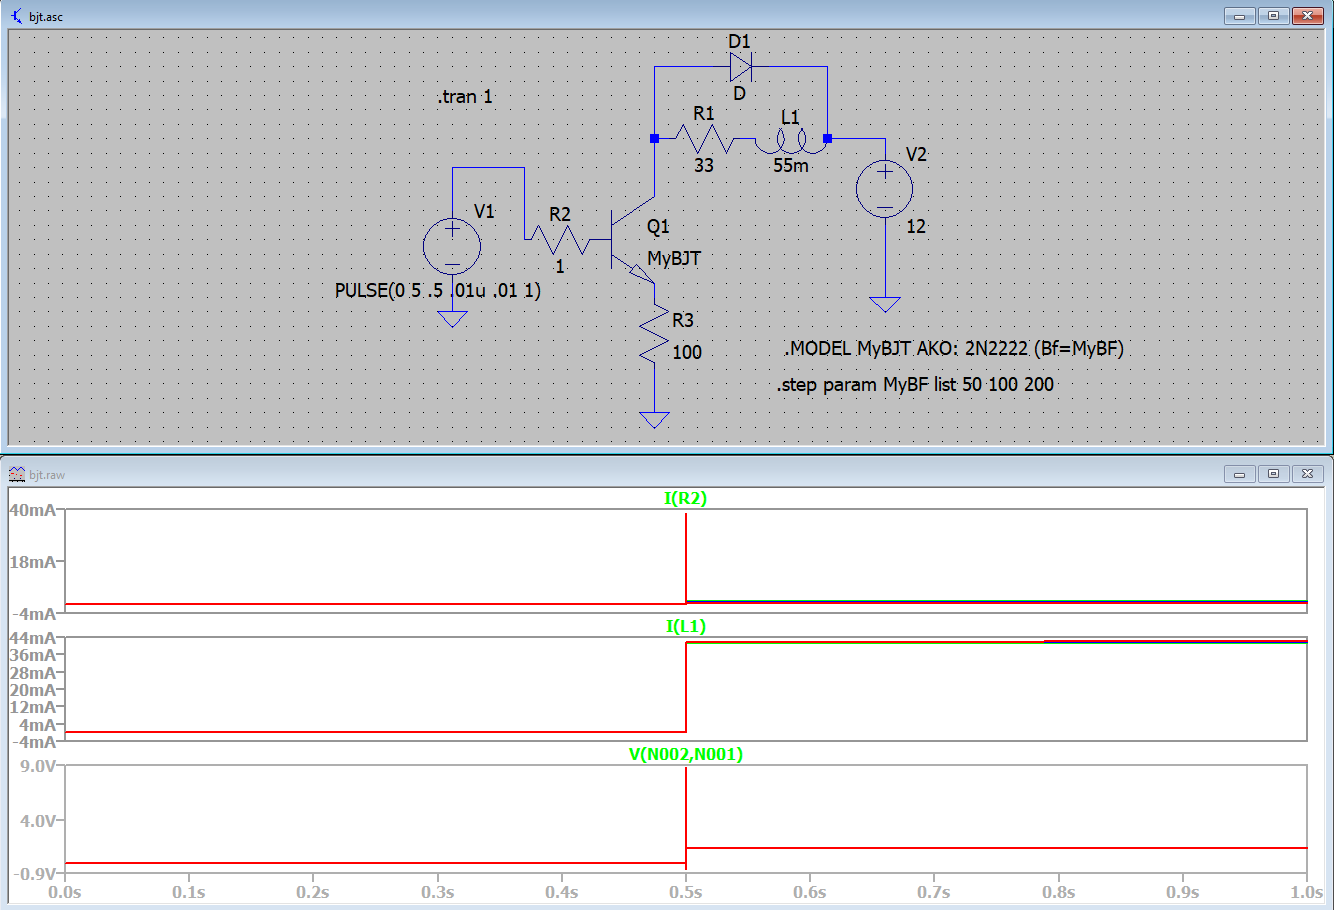 bjt.asc
D1
D
.tran 1
R1
33
L1
55m
V2
12
V1
PULSE(0 5 .5 .01u .01 1)
R2
1
Q1
MyBJT
R3
100
.MODEL MyBJT AKO: 2N2222 (Bf=MyBF)
.step param MyBF list 50 100 200
bjt.raw
I(R2)
40mA
18mA
-4mA
I(L1)
44mA
36mA
28mA
20mA
12mA
4mA
-4mA
V(N002,N001)
9.0V
4.0V
-0.9V
0.0s 0.1s 0.2s 0.3s 0.4s 0.5s 0.6s 0.7s 0.8s 0.9s 1.0s